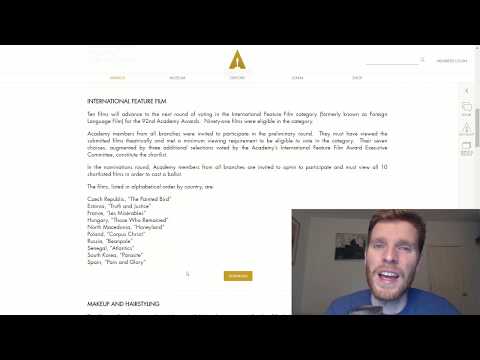 AWARDS
MUSEUM
HISTORY
LEARN
SHOP
MEMBERS LOGIN
INTERNATIONAL FEATURE FILM
Ten films will advance to the next round of voting in the International Feature Film category (formerly known as Foreign
Language Film) for the 92nd Academy Awards. Ninety-one films were eligible in the category.
Academy members from all branches were invited to participate in the preliminary round. They must have viewed the
submitted films theatrically and met a minimum viewing requirement to be eligible to vote in the category. Their seven
choices, augmented by three additional selections voted by the Academy's International Feature Film Award Executive
Committee, constitute the shortlist.
In the nominations round, Academy members from all branches are invited to opt-in to participate and must view all 10
shortlisted films in order to cast a ballot.
The films, listed in alphabetical order by country, are:
Czech Republic, "The Painted Bird"
Estonia, "Truth and Justice"
France, "Les Misérables"
Hungary, "Those Who Remained"
North Macedonia, "Honeyland"
Poland, "Corpus Christi"
Russia, "Beanpole"
Senegal, "Atlantics"
South Korea, "Parasite"
Spain, "Pain and Glory"
MAKEUP AND HAIRSTYLING